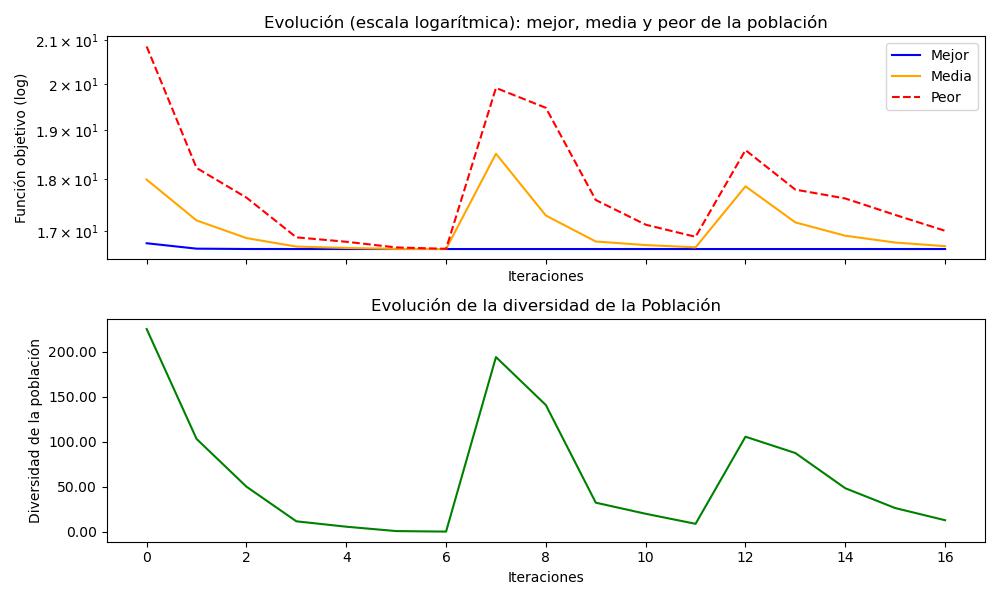 Evolución (escala logarítmica): mejor, media y peor de la población
Función objetivo (log)
2.1 × 10¹
2 × 10¹
1.9 × 10¹
1.8 × 10¹
1.7 × 10¹
Mejor
Media
Peor
Iteraciones
Evolución de la diversidad de la Población
Diversidad de la población
200.00
150.00
100.00
50.00
0.00
0 2 4 6 8 10 12 14 16
Iteraciones